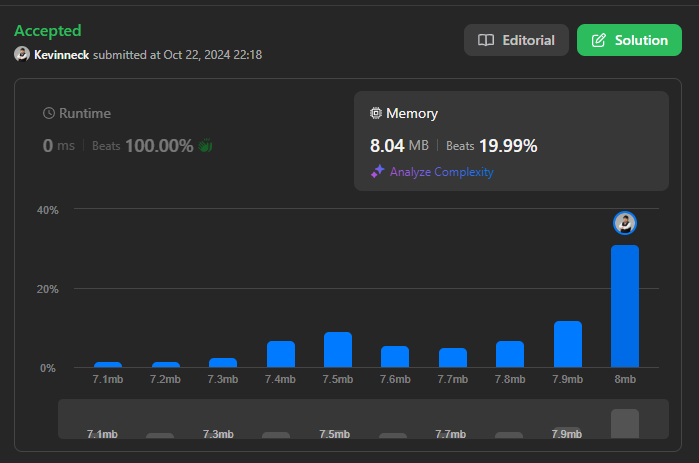 Accepted
Kevinneck submitted at Oct 22, 2024 22:18
Editorial
Solution
Runtime
0 ms | Beats 100.00%
Memory
8.04 MB | Beats 19.99%
Analyze Complexity
40%
20%
0%
7.1mb 7.2mb 7.3mb 7.4mb 7.5mb 7.6mb 7.7mb 7.8mb 7.9mb 8mb
7.1mb 7.3mb 7.5mb 7.7mb 7.9mb